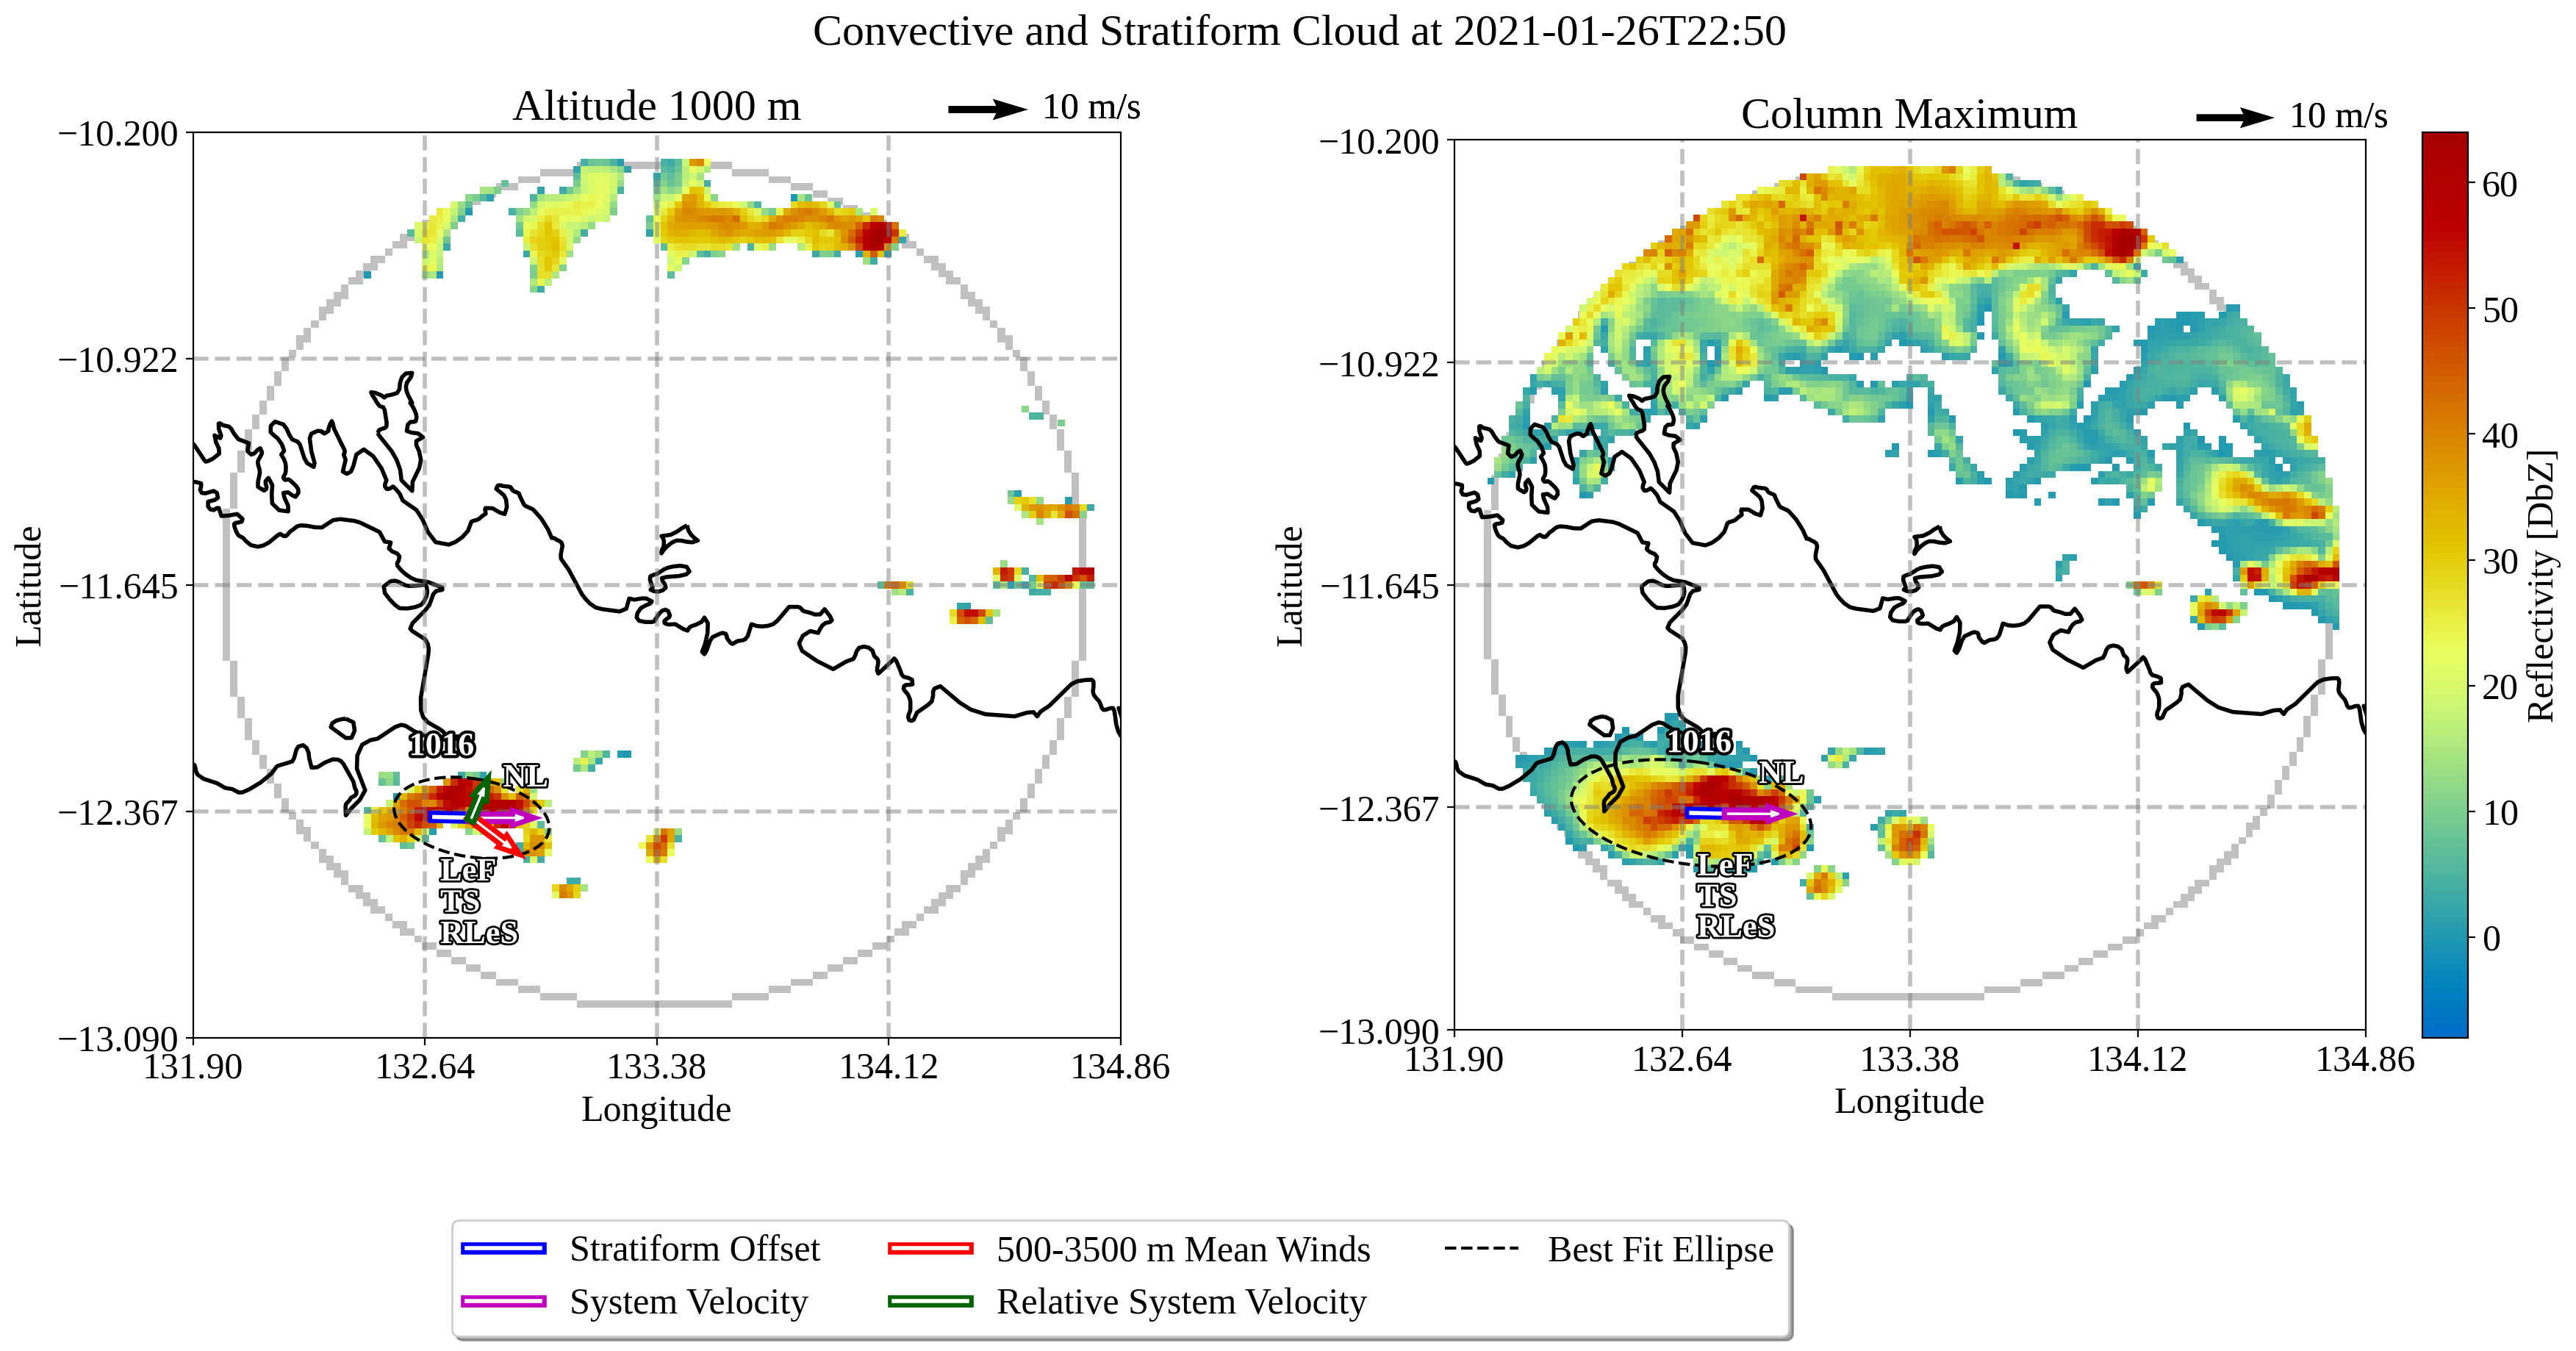 Convective and Stratiform Cloud at 2021-01-26T22:50
Altitude 1000 m
10 m/s
−10.200
−10.922
−11.645
−12.367
−13.090
Latitude
131.90
132.64
133.38
134.12
134.86
Longitude
1016
NL
LeF
TS
RLeS
Column Maximum
10 m/s
−10.200
−10.922
−11.645
−12.367
−13.090
Latitude
131.90
132.64
133.38
134.12
134.86
Longitude
1016
NL
LeF
TS
RLeS
60
50
40
30
20
10
0
Reflectivity [DbZ]
Stratiform Offset
500-3500 m Mean Winds
Best Fit Ellipse
System Velocity
Relative System Velocity